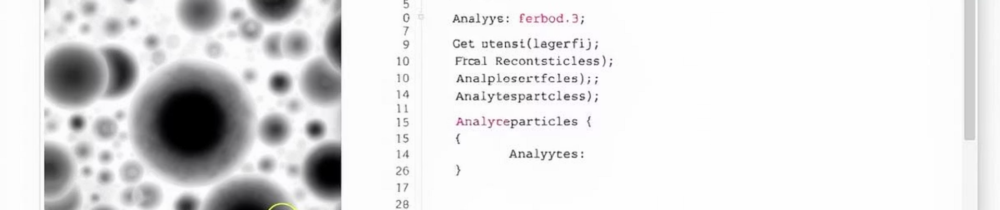 5
0 Analyys: ferbod.3;
7
9 Get utensi(lagerfij;
10 Frcal Recontsticless);
10 Analplosertfcles);;
14 Analytespartcless);
11
15 Analyreparticles {
15 {
14 Analyytes:
26 }
17
28